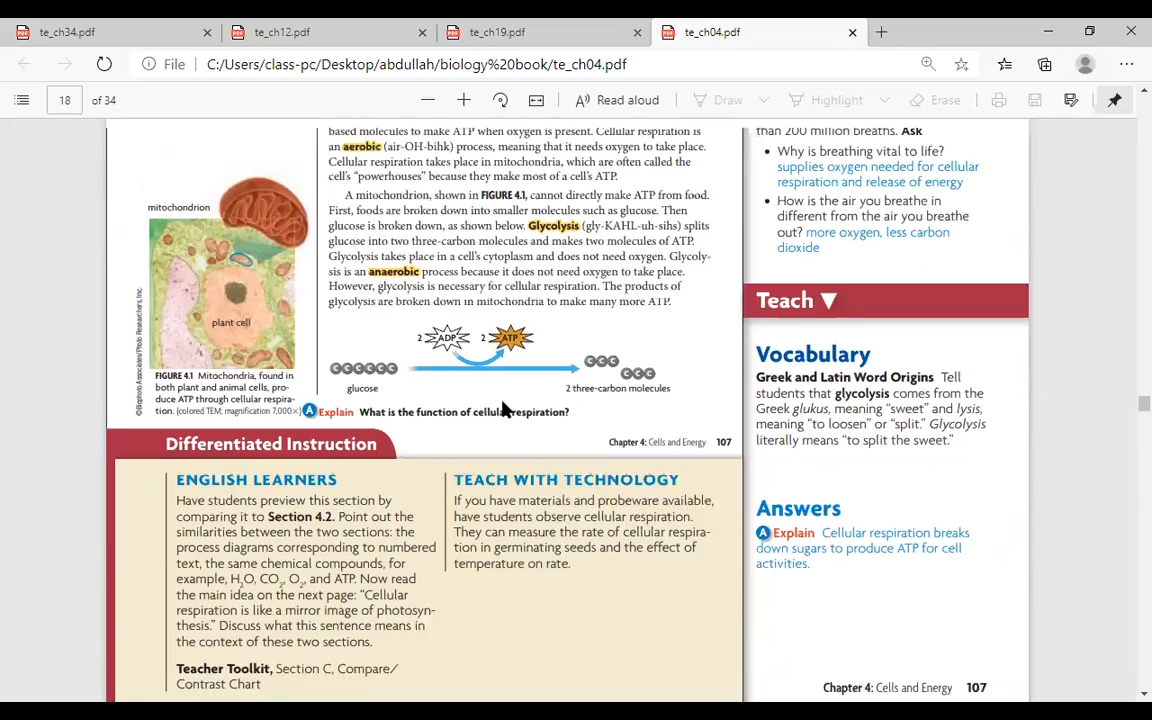 te_ch34.pdf
te_ch12.pdf
te_ch19.pdf
te_ch04.pdf
File
C:/Users/class-pc/Desktop/abdullah/biology%20book/te_ch04.pdf
18 of 34
Read aloud
Draw
Highlight
Erase
based molecules to make ATP when oxygen is present. Cellular respiration is
an aerobic (air-OH-bihk) process, meaning that it needs oxygen to take place.
Cellular respiration takes place in mitochondria, which are often called the
cell's "powerhouses" because they make most of a cell's ATP.
A mitochondrion, shown in FIGURE 4.1, cannot directly make ATP from food.
First, foods are broken down into smaller molecules such as glucose. Then
glucose is broken down, as shown below. Glycolysis (gly-KAHL-uh-sihs) splits
glucose into two three-carbon molecules and makes two molecules of ATP.
Glycolysis takes place in a cell's cytoplasm and does not need oxygen. Glycoly-
sis is an anaerobic process because it does not need oxygen to take place.
However, glycolysis is necessary for cellular respiration. The products of
glycolysis are broken down in mitochondria to make many more ATP.
mitochondrion
plant cell
©Biophoto Associates/Photo Researchers, Inc.
FIGURE 4.1 Mitochondria, found in
both plant and animal cells, pro-
duce ATP through cellular respira-
tion. (colored TEM; magnification 7,000×)
2 ADP 2 ATP
C C C C C C
C C C
C C C
glucose
2 three-carbon molecules
A Explain What is the function of cellular respiration?
Chapter 4: Cells and Energy 107
Differentiated Instruction
ENGLISH LEARNERS
Have students preview this section by
comparing it to Section 4.2. Point out the
similarities between the two sections: the
process diagrams corresponding to numbered
text, the same chemical compounds, for
example, H2O, CO2, O2, and ATP. Now read
the main idea on the next page: "Cellular
respiration is like a mirror image of photosyn-
thesis." Discuss what this sentence means in
the context of these two sections.
Teacher Toolkit, Section C, Compare/
Contrast Chart
TEACH WITH TECHNOLOGY
If you have materials and probeware available,
have students observe cellular respiration.
They can measure the rate of cellular respira-
tion in germinating seeds and the effect of
temperature on rate.
than 200 million breaths. Ask
• Why is breathing vital to life?
supplies oxygen needed for cellular
respiration and release of energy
• How is the air you breathe in
different from the air you breathe
out? more oxygen, less carbon
dioxide
Teach
Vocabulary
Greek and Latin Word Origins Tell
students that glycolysis comes from the
Greek glukus, meaning "sweet" and lysis,
meaning "to loosen" or "split." Glycolysis
literally means "to split the sweet."
Answers
A Explain Cellular respiration breaks
down sugars to produce ATP for cell
activities.
Chapter 4: Cells and Energy 107